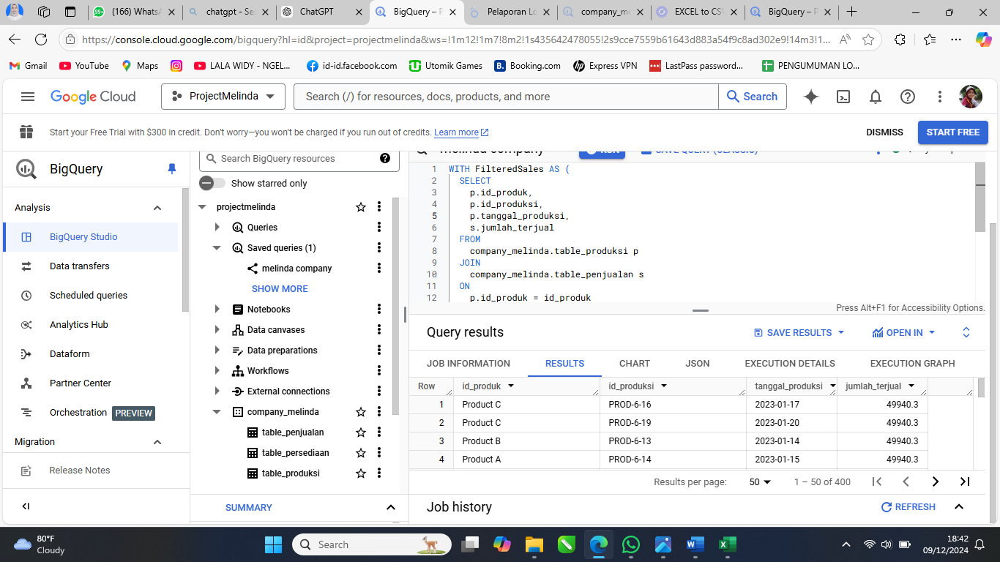 (166) WhatsA
chatgpt - Sea
ChatGPT
BigQuery – P
Pelaporan Lo
company_me
EXCEL to CSV
BigQuery – P
https://console.cloud.google.com/bigquery?hl=id&project=projectmelinda&ws=!1m12!1m7!8m2!1s435642478055!2s9cce7559b61643d883a54f9c8ad302e9!14m3!1...
Gmail
YouTube
Maps
LALA WIDY - NGEL...
id-id.facebook.com
Utomik Games
Booking.com
Express VPN
LastPass password...
PENGUMUMAN LO...
Google Cloud
ProjectMelinda
Search (/) for resources, docs, products, and more
Search
Start your Free Trial with $300 in credit. Don't worry—you won't be charged if you run out of credits. Learn more
DISMISS
START FREE
BigQuery
Analysis
BigQuery Studio
Data transfers
Scheduled queries
Analytics Hub
Dataform
Partner Center
Orchestration PREVIEW
Migration
Release Notes
Search BigQuery resources
Show starred only
projectmelinda
Queries
Saved queries (1)
melinda company
SHOW MORE
Notebooks
Data canvases
Data preparations
Workflows
External connections
company_melinda
table_penjualan
table_persediaan
table_produksi
SUMMARY
melinda company
RUN
SAVE QUERY (CLASSIC)
1 WITH FilteredSales AS (
2 SELECT
3 p.id_produk,
4 p.id_produksi,
5 p.tanggal_produksi,
6 s.jumlah_terjual
7 FROM
8 company_melinda.table_produksi p
9 JOIN
10 company_melinda.table_penjualan s
11 ON
12 p.id_produk = id_produk
Press Alt+F1 for Accessibility Options.
Query results
SAVE RESULTS
OPEN IN
JOB INFORMATION
RESULTS
CHART
JSON
EXECUTION DETAILS
EXECUTION GRAPH
Row id_produk id_produksi tanggal_produksi jumlah_terjual
1 Product C PROD-6-16 2023-01-17 49940.3
2 Product C PROD-6-19 2023-01-20 49940.3
3 Product B PROD-6-13 2023-01-14 49940.3
4 Product A PROD-6-14 2023-01-15 49940.3
Results per page: 50 1 – 50 of 400
Job history
REFRESH
80°F
Cloudy
Search
18:42
09/12/2024